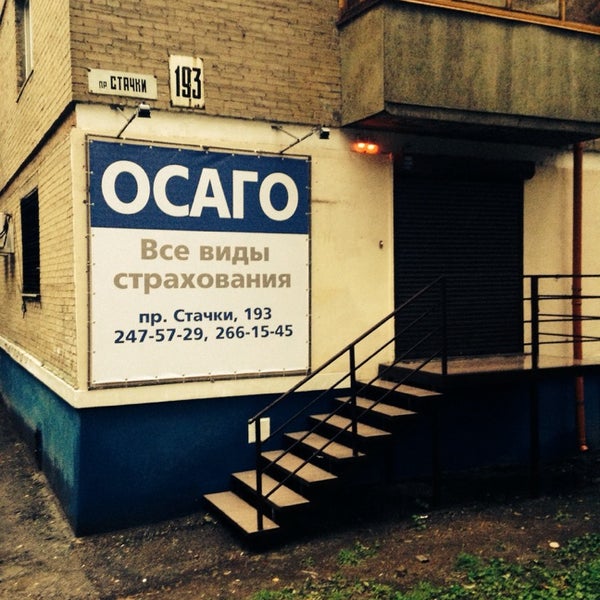 пр СТАЧКИ
193
ОСАГО
Все виды
страхования
пр. Стачки, 193
247-57-29, 266-15-45